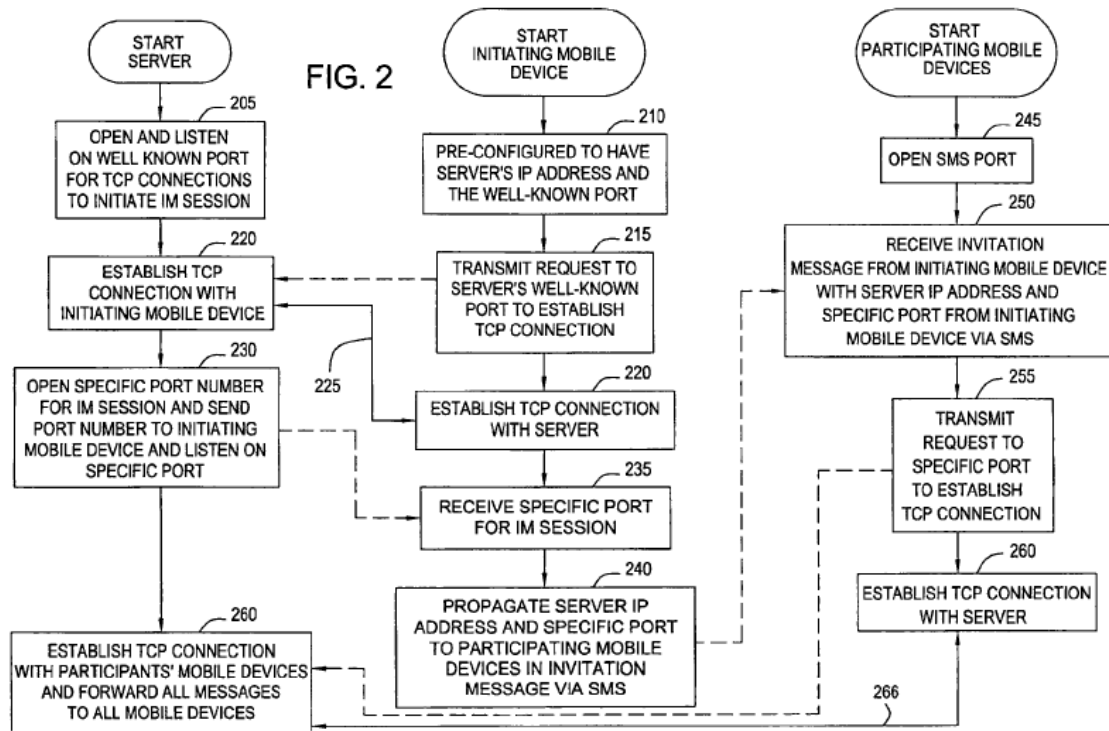 START
SERVER
FIG. 2
START
INITIATING MOBILE
DEVICE
START
PARTICIPATING MOBILE
DEVICES
205
OPEN AND LISTEN
ON WELL KNOWN PORT
FOR TCP CONNECTIONS
TO INITIATE IM SESSION
220
ESTABLISH TCP
CONNECTION WITH
INITIATING MOBILE DEVICE
225
230
OPEN SPECIFIC PORT NUMBER
FOR IM SESSION AND SEND
PORT NUMBER TO INITIATING
MOBILE DEVICE AND LISTEN ON
SPECIFIC PORT
260
ESTABLISH TCP CONNECTION
WITH PARTICIPANTS' MOBILE DEVICES
AND FORWARD ALL MESSAGES
TO ALL MOBILE DEVICES
210
PRE-CONFIGURED TO HAVE
SERVER'S IP ADDRESS AND
THE WELL-KNOWN PORT
215
TRANSMIT REQUEST TO
SERVER'S WELL-KNOWN
PORT TO ESTABLISH
TCP CONNECTION
220
ESTABLISH TCP CONNECTION
WITH SERVER
235
RECEIVE SPECIFIC PORT
FOR IM SESSION
240
PROPAGATE SERVER IP
ADDRESS AND SPECIFIC PORT
TO PARTICIPATING MOBILE
DEVICES IN INVITATION
MESSAGE VIA SMS
245
OPEN SMS PORT
250
RECEIVE INVITATION
MESSAGE FROM INITIATING MOBILE DEVICE
WITH SERVER IP ADDRESS AND
SPECIFIC PORT FROM INITIATING
MOBILE DEVICE VIA SMS
255
TRANSMIT
REQUEST TO
SPECIFIC PORT
TO ESTABLISH
TCP CONNECTION
260
ESTABLISH TCP CONNECTION
WITH SERVER
266